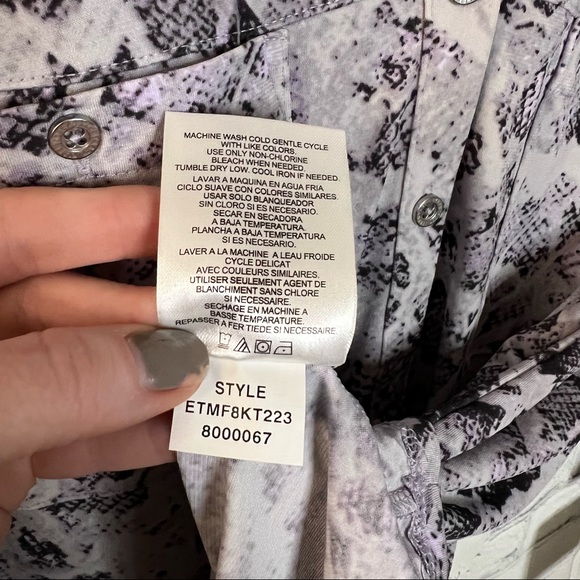 MACHINE WASH COLD GENTLE CYCLE
WITH LIKE COLORS.
USE ONLY NON-CHLORINE
BLEACH WHEN NEEDED.
TUMBLE DRY LOW. COOL IRON IF NEEDED.
LAVAR A MAQUINA EN AGUA FRIA
CICLO SUAVE CON COLORES SIMILARES.
USAR SOLO BLANQUEADOR
SIN CLORO SI ES NECESARIO.
SECAR EN SECADORA
A BAJA TEMPERATURA.
PLANCHA A BAJA TEMPERATURA
SI ES NECESARIO.
LAVER A LA MACHINE A LEAU FROIDE
CYCLE DELICAT
AVEC COULEURS SIMILAIRES.
UTILISER SEULEMENT AGENT DE
BLANCHIMENT SANS CHLORE
SI NECESSAIRE.
SECHAGE EN MACHINE A
BASSE TEMPARATURE.
REPASSER A FER TIEDE SI NECESSAIRE.
STYLE
ETMF8KT223
8000067